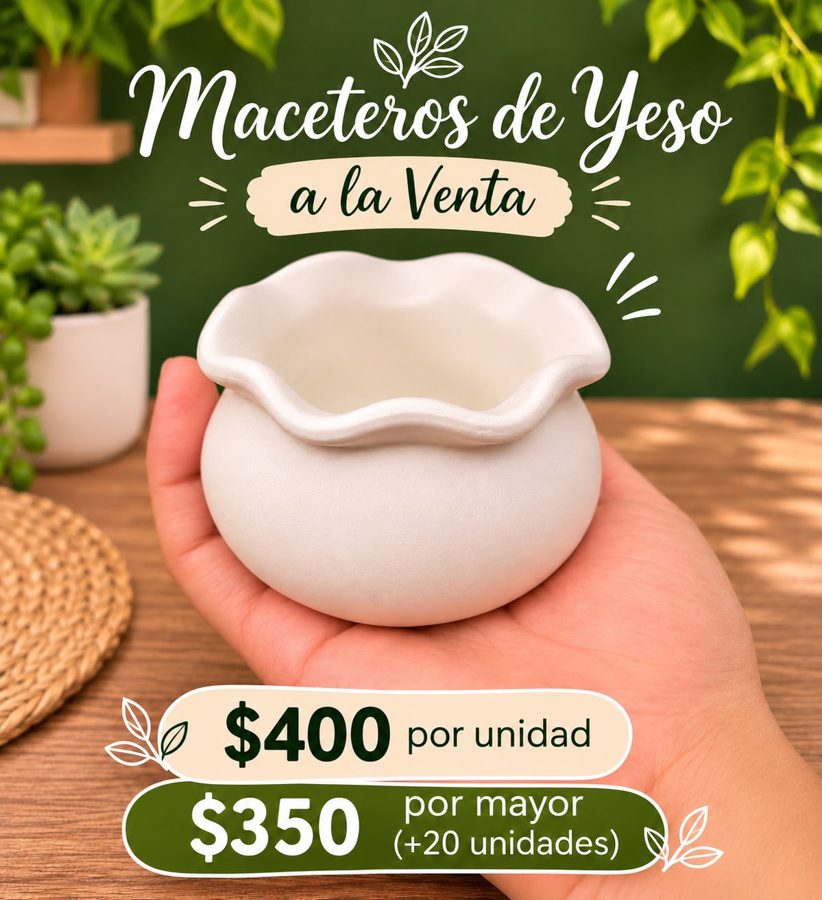 Maceteros de Yeso
a la Venta
$400 por unidad
$350 por mayor
(+20 unidades)